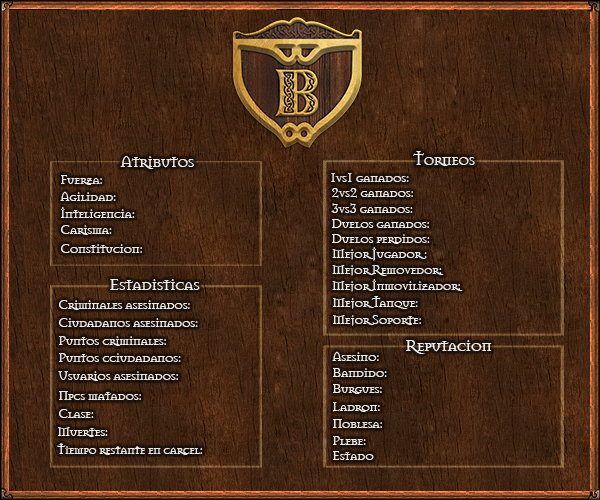 B
Atributos
Fuerza:
Agilidad:
Inteligencia:
Carisma:
Constitucion:
Estadisticas
Criminales asesinados:
Ciudadanos asesinados:
Puntos criminales:
Puntos cciudadanos:
Usuarios asesinados:
Npcs matados:
Clase:
Muertes:
Tiempo restante en carcel:
Torneos
1vs1 ganados:
2vs2 ganados:
3vs3 ganados:
Duelos ganados:
Duelos perdidos:
Mejor Jugador:
Mejor Removedor:
Mejor Inmovilizador:
Mejor Tanque:
Mejor Soporte:
Reputacion
Asesino:
Bandido:
Burgues:
Ladron:
Noblesa:
Plebe:
Estado